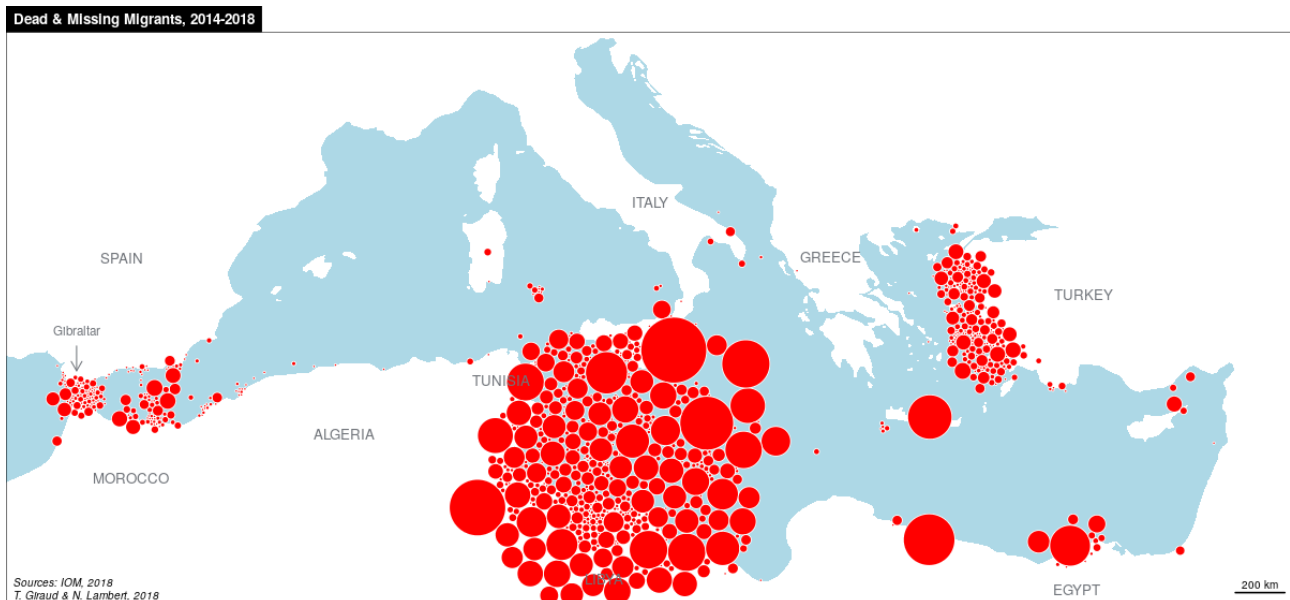 Dead & Missing Migrants, 2014-2018
ITALY
SPAIN
GREECE
TURKEY
Gibraltar
TUNISIA
ALGERIA
MOROCCO
LIBYA
Sources: IOM, 2018
T. Giraud & N. Lambert, 2018
EGYPT
200 km